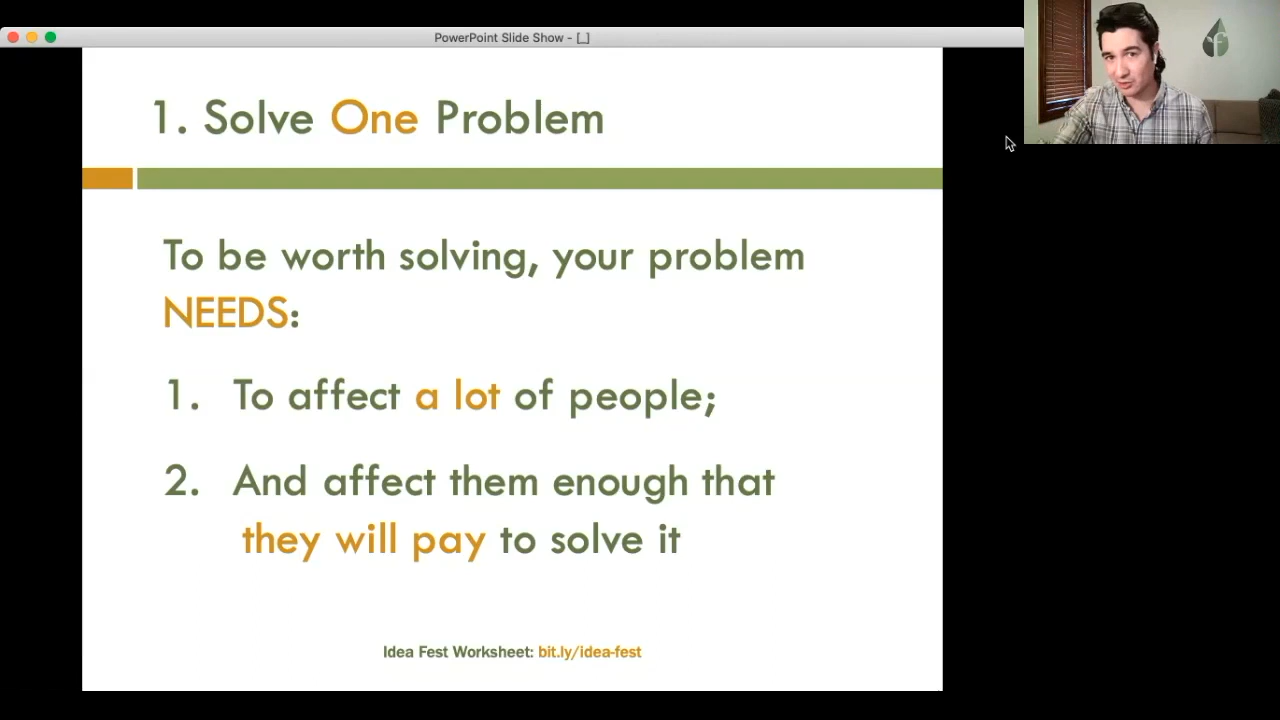 PowerPoint Slide Show - [_]
1. Solve One Problem
To be worth solving, your problem
NEEDS:
1. To affect a lot of people;
2. And affect them enough that
they will pay to solve it
Idea Fest Worksheet: bit.ly/idea-fest
f